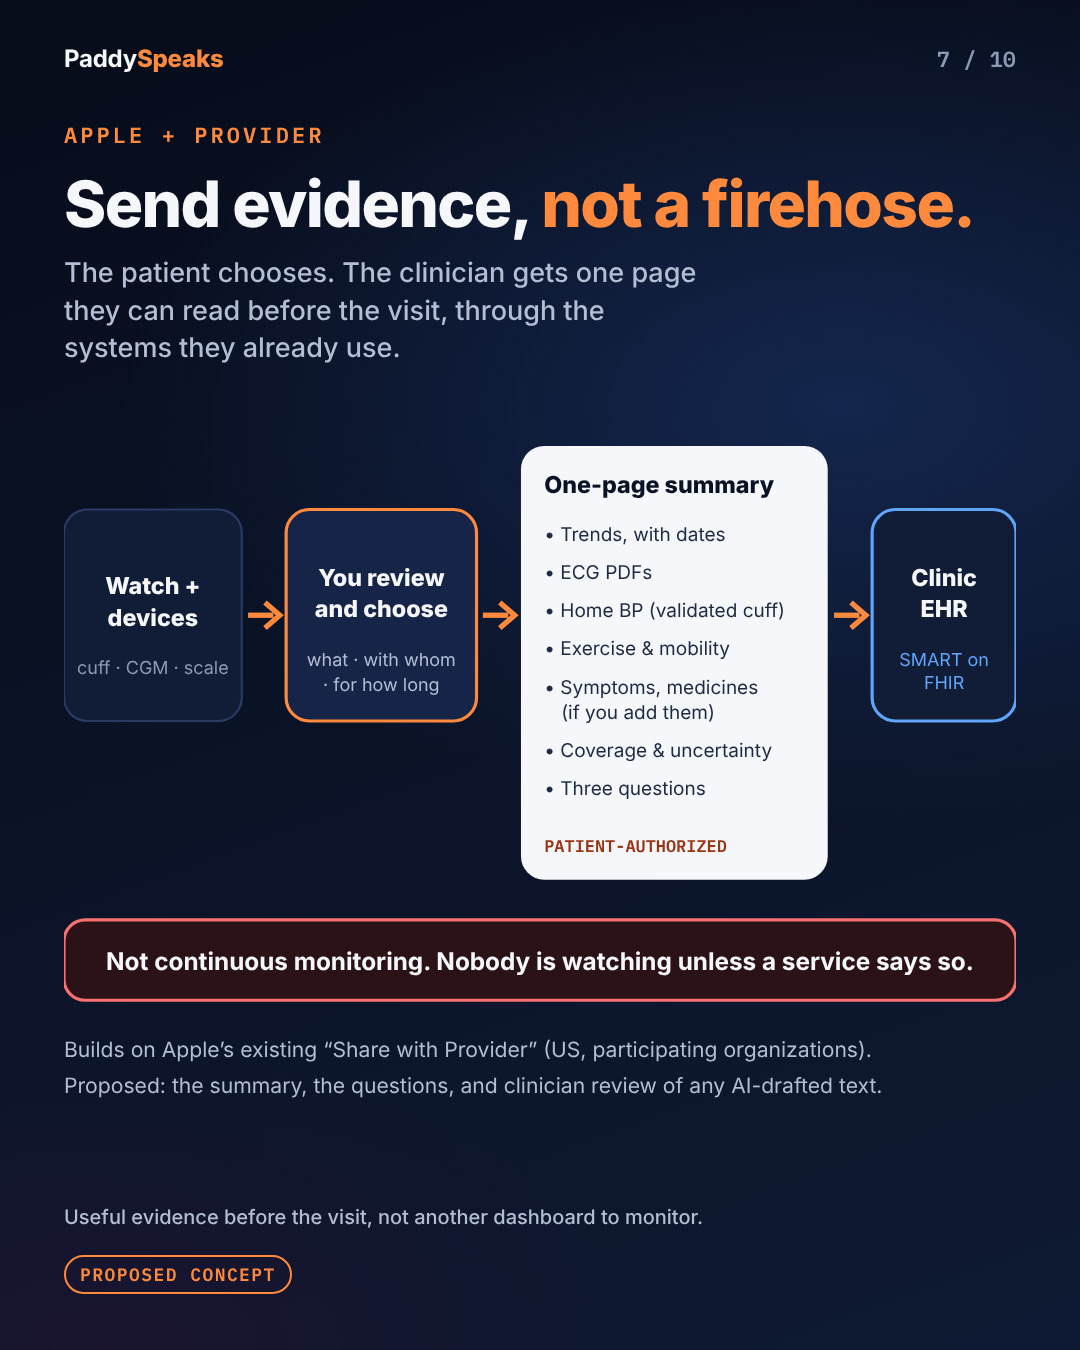 PaddySpeaks
7 / 10
APPLE + PROVIDER
Send evidence, not a firehose.
The patient chooses. The clinician gets one page
they can read before the visit, through the
systems they already use.
Watch +
devices
cuff · CGM · scale
You review
and choose
what · with whom
· for how long
One-page summary
• Trends, with dates
• ECG PDFs
• Home BP (validated cuff)
• Exercise & mobility
• Symptoms, medicines
(if you add them)
• Coverage & uncertainty
• Three questions
PATIENT-AUTHORIZED
Clinic
EHR
SMART on
FHIR
Not continuous monitoring. Nobody is watching unless a service says so.
Builds on Apple’s existing “Share with Provider” (US, participating organizations).
Proposed: the summary, the questions, and clinician review of any AI-drafted text.
Useful evidence before the visit, not another dashboard to monitor.
PROPOSED CONCEPT